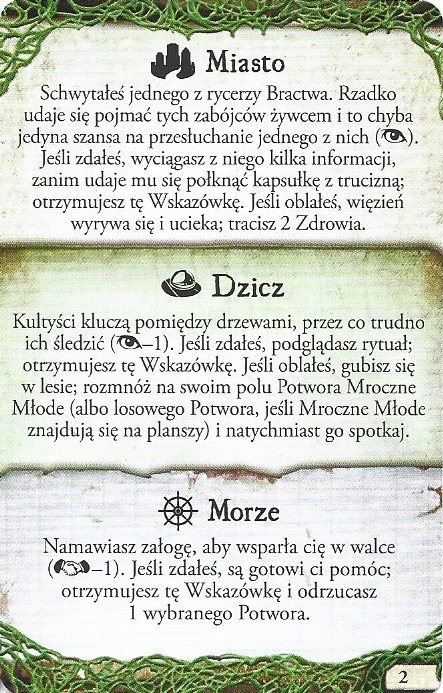 Miasto
Schwytałeś jednego z rycerzy Bractwa. Rzadko
udaje się pojmać tych zabójców żywcem i to chyba
jedyna szansa na przesłuchanie jednego z nich ( ).
Jeśli zdałeś, wyciągasz z niego kilka informacji,
zanim udaje mu się połknąć kapsułkę z trucizną;
otrzymujesz tę Wskazówkę. Jeśli oblałeś, więzień
wyrywa się i ucieka; tracisz 2 Zdrowia.
Dzicz
Kultyści kluczą pomiędzy drzewami, przez co trudno
ich śledzić ( –1). Jeśli zdałeś, podglądasz rytuał;
otrzymujesz tę Wskazówkę. Jeśli oblałeś, gubisz się
w lesie; rozmnóż na swoim polu Potwora Mroczne
Młode (albo losowego Potwora, jeśli Mroczne Młode
znajdują się na planszy) i natychmiast go spotkaj.
Morze
Namawiasz załogę, aby wsparła cię w walce
( –1). Jeśli zdałeś, są gotowi ci pomóc;
otrzymujesz tę Wskazówkę i odrzucasz
1 wybranego Potwora.
2